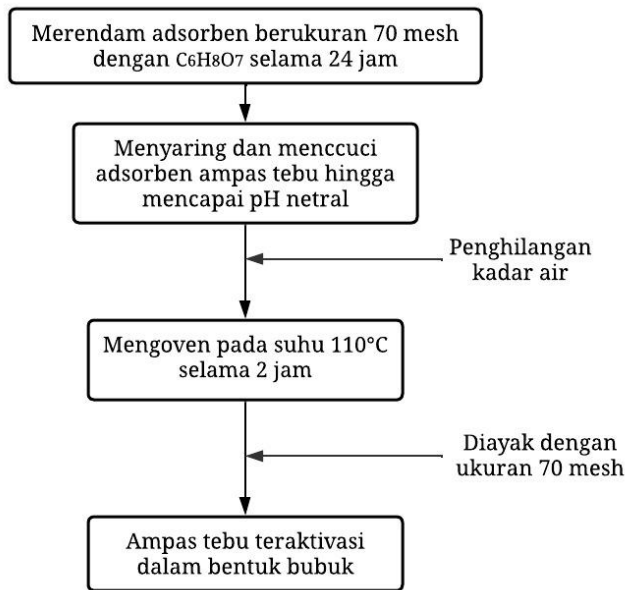 Merendam adsorben berukuran 70 mesh
dengan C6H8O7 selama 24 jam
Menyaring dan menccuci
adsorben ampas tebu hingga
mencapai pH netral
Penghilangan
kadar air
Mengoven pada suhu 110°C
selama 2 jam
Diayak dengan
ukuran 70 mesh
Ampas tebu teraktivasi
dalam bentuk bubuk